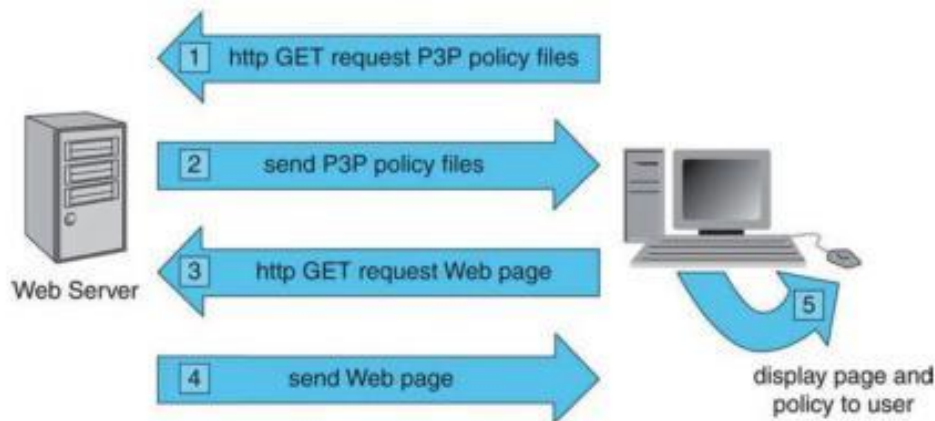 1 http GET request P3P policy files
2 send P3P policy files
3 http GET request Web page
Web Server
4 send Web page
5
display page and
policy to user